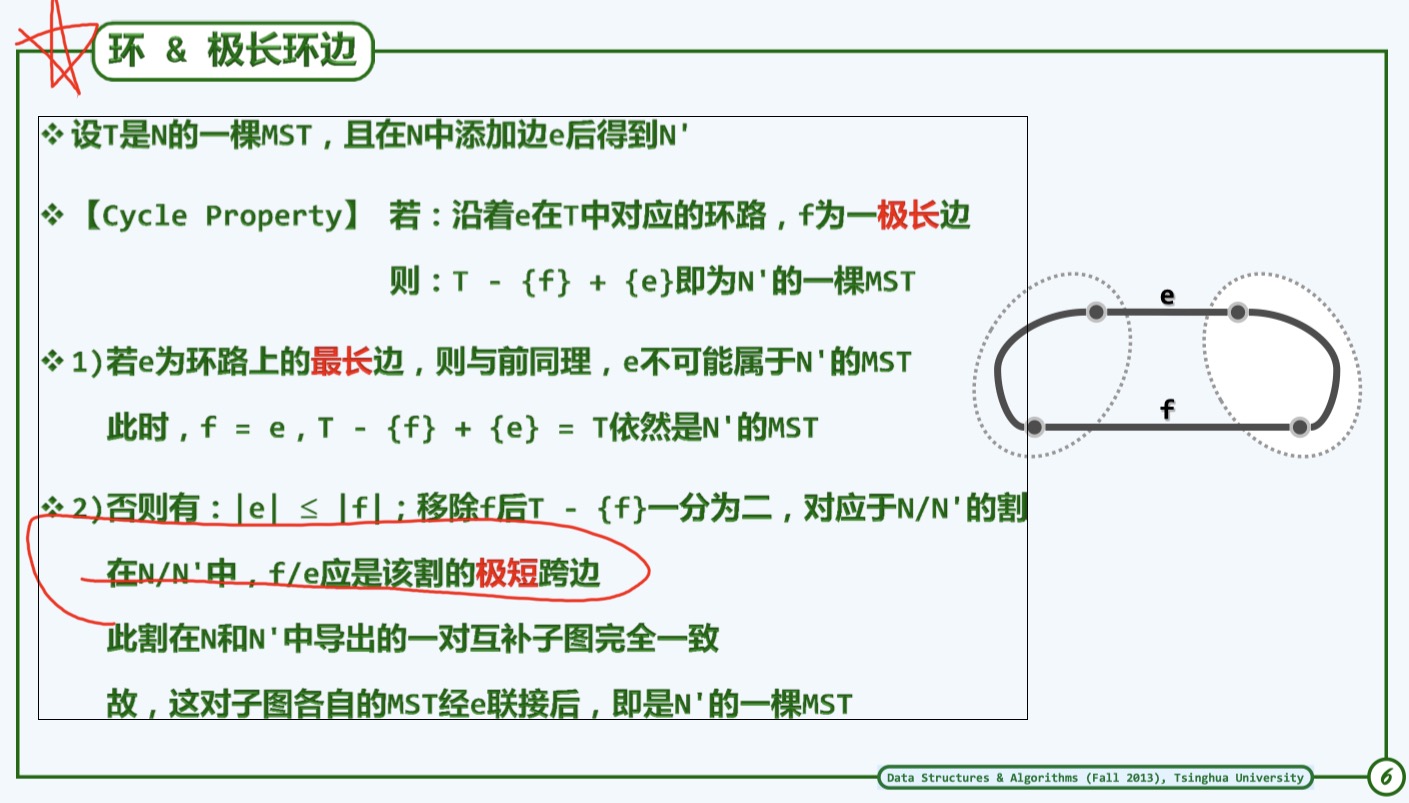 环 & 极长环边
❖ 设T是N的一棵MST，且在N中添加边e后得到N'
❖ 【Cycle Property】 若：沿着e在T中对应的环路，f为一极长边
则：T - {f} + {e}即为N'的一棵MST
❖ 1)若e为环路上的最长边，则与前同理，e不可能属于N'的MST
此时，f = e，T - {f} + {e} = T依然是N'的MST
❖ 2)否则有：|e| ≤ |f|；移除f后T - {f}一分为二，对应于N/N'的割
在N/N'中，f/e应是该割的极短跨边
此割在N和N'中导出的一对互补子图完全一致
故，这对子图各自的MST经e联接后，即是N'的一棵MST
e
f
Data Structures & Algorithms (Fall 2013), Tsinghua University
6